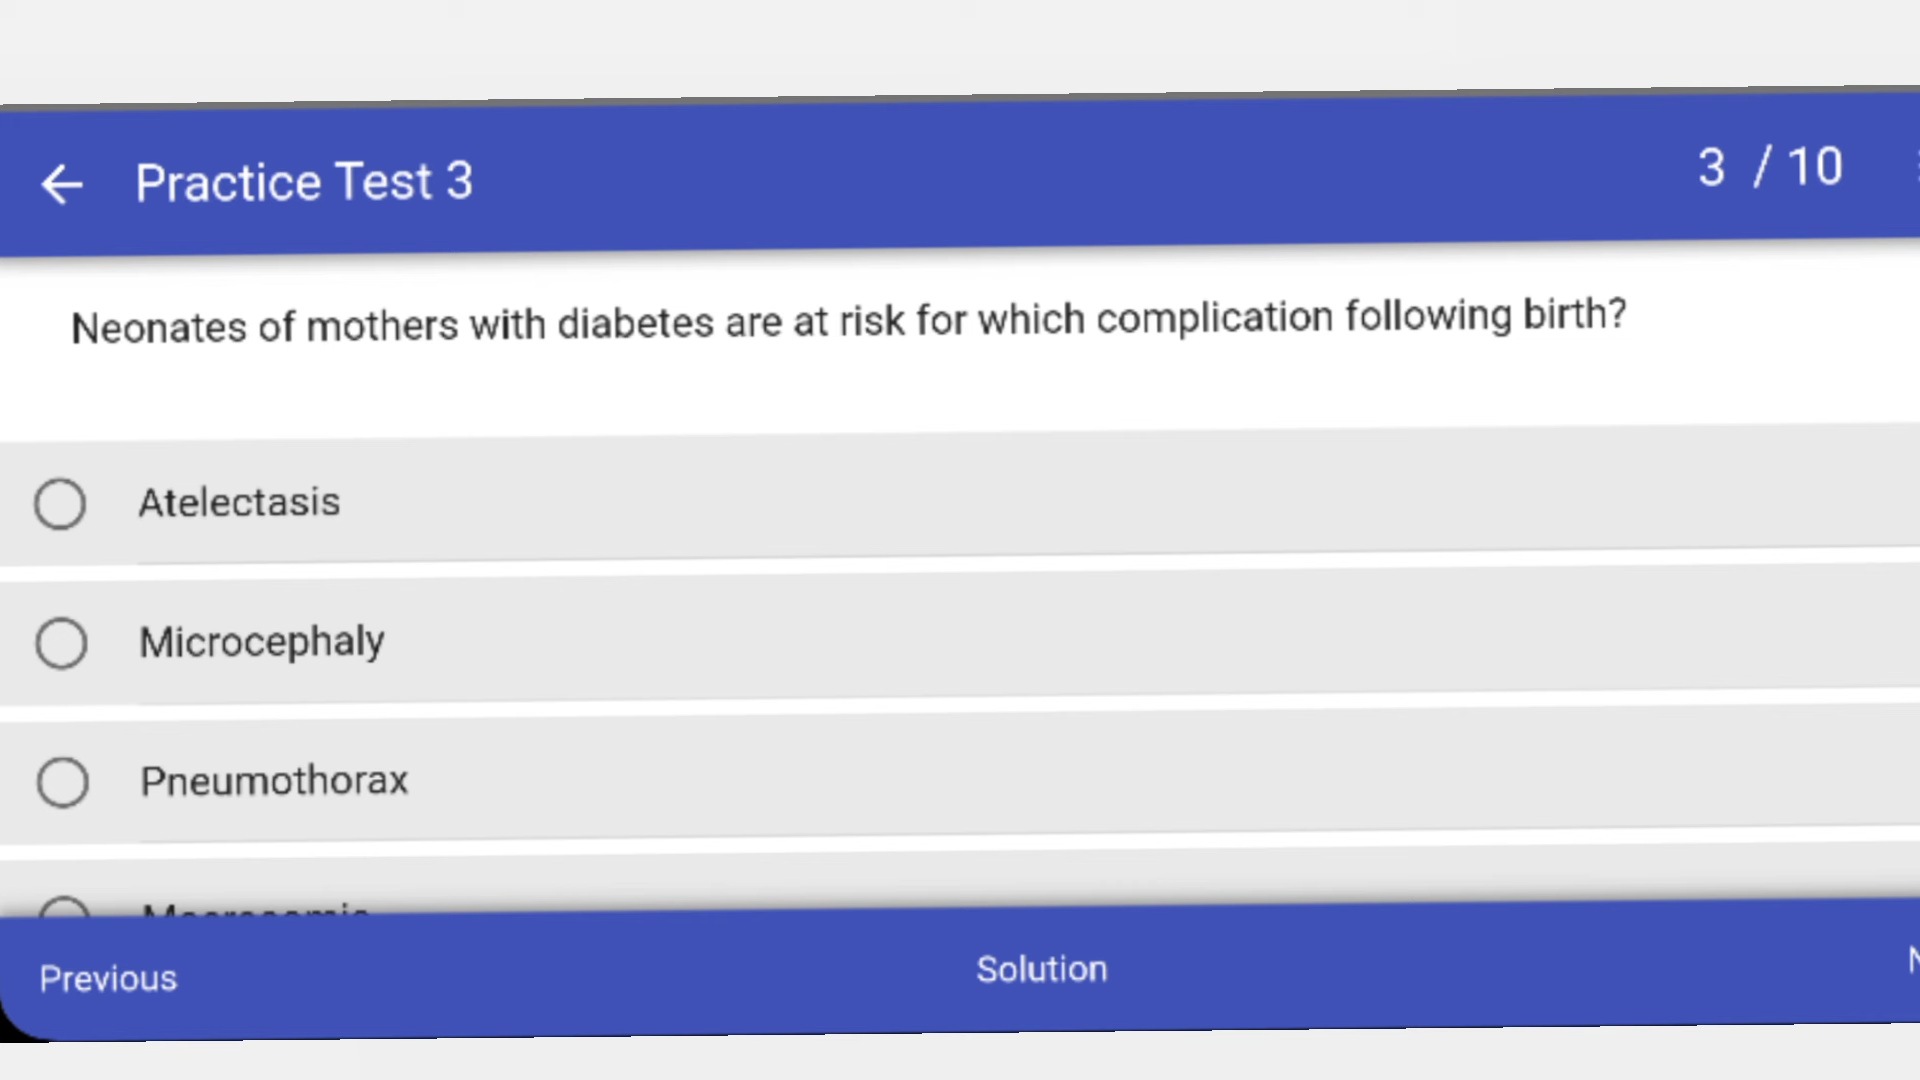 Practice Test 3
3 / 10
Neonates of mothers with diabetes are at risk for which complication following birth?
Atelectasis
Microcephaly
Pneumothorax
Macrosomia
Previous
Solution